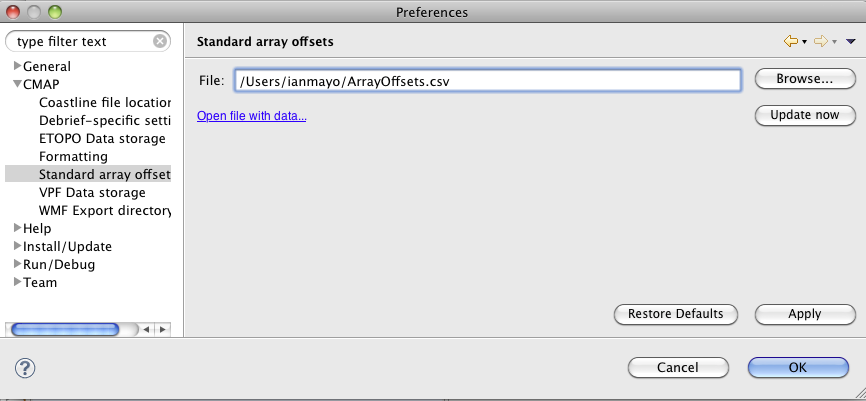 Preferences
type filter text
General
CMAP
Coastline file location
Debrief-specific setti
ETOPO Data storage
Formatting
Standard array offset
VPF Data storage
WMF Export directory
Help
Install/Update
Run/Debug
Team
Standard array offsets
File: /Users/ianmayo/ArrayOffsets.csv Browse...
Open file with data... Update now
Restore Defaults Apply
? Cancel OK